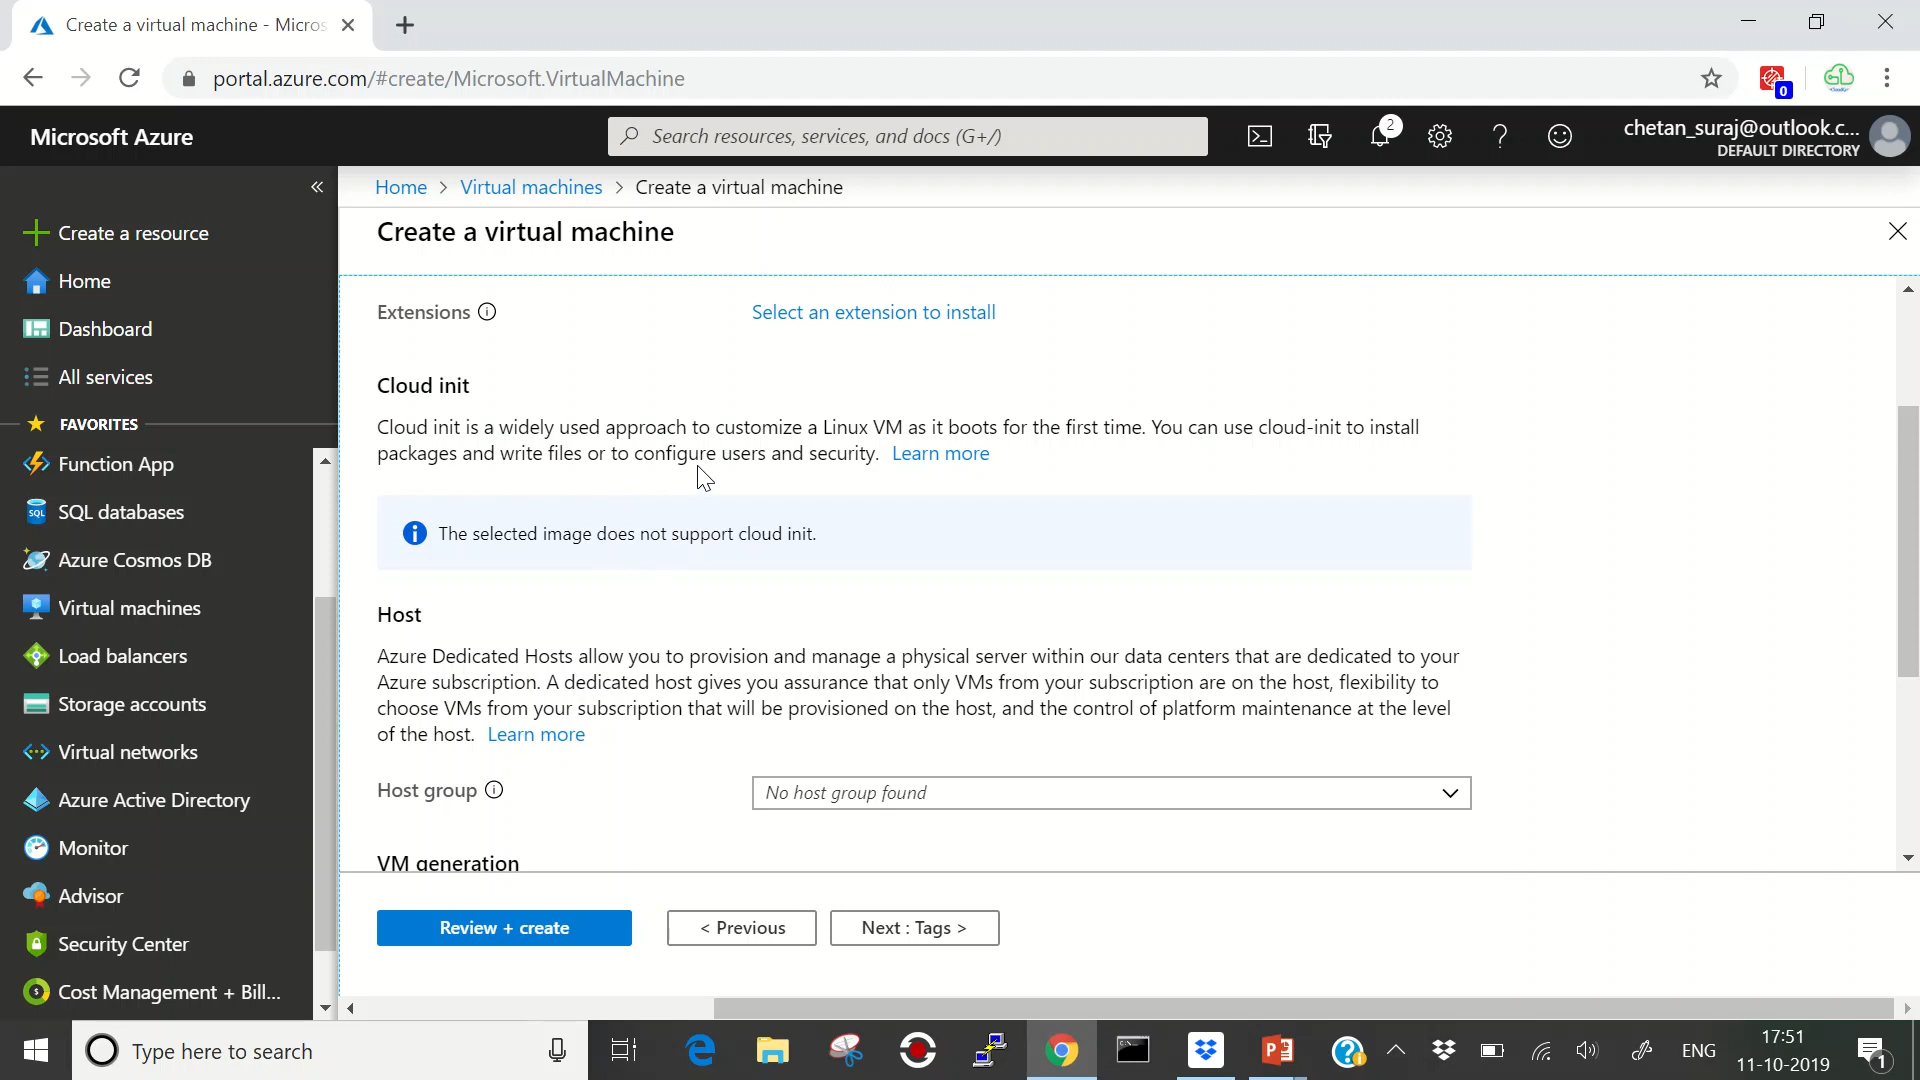 Create a virtual machine - Micros
portal.azure.com/#create/Microsoft.VirtualMachine
0
Microsoft Azure
Search resources, services, and docs (G+/)
2
chetan_suraj@outlook.c...
DEFAULT DIRECTORY
Home > Virtual machines > Create a virtual machine
Create a virtual machine
Create a resource
Home
Dashboard
All services
FAVORITES
Function App
SQL databases
Azure Cosmos DB
Virtual machines
Load balancers
Storage accounts
Virtual networks
Azure Active Directory
Monitor
Advisor
Security Center
Cost Management + Bill...
Extensions
Select an extension to install
Cloud init
Cloud init is a widely used approach to customize a Linux VM as it boots for the first time. You can use cloud-init to install
packages and write files or to configure users and security. Learn more
The selected image does not support cloud init.
Host
Azure Dedicated Hosts allow you to provision and manage a physical server within our data centers that are dedicated to your
Azure subscription. A dedicated host gives you assurance that only VMs from your subscription are on the host, flexibility to
choose VMs from your subscription that will be provisioned on the host, and the control of platform maintenance at the level
of the host. Learn more
Host group
No host group found
VM generation
Review + create
< Previous
Next : Tags >
Type here to search
ENG
17:51
11-10-2019
1